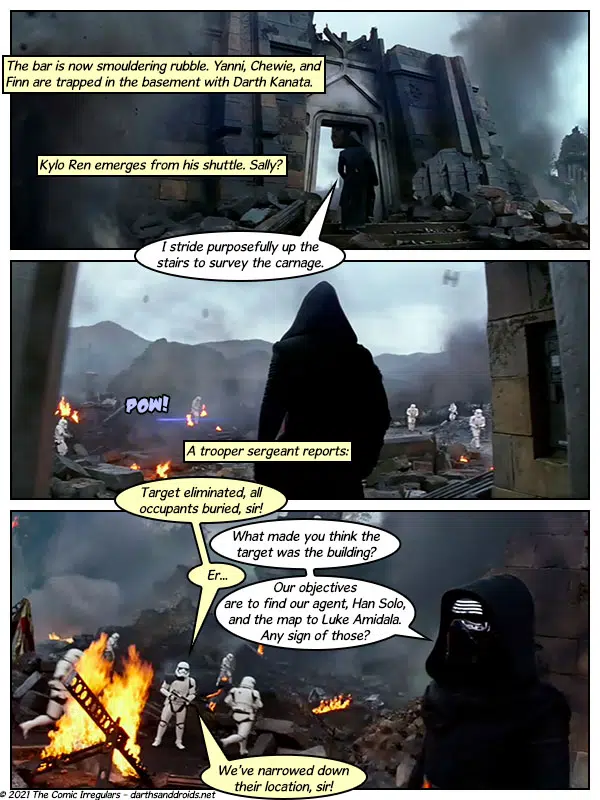 The bar is now smouldering rubble. Yanni, Chewie, and
Finn are trapped in the basement with Darth Kanata.
Kylo Ren emerges from his shuttle. Sally?
I stride purposefully up the
stairs to survey the carnage.
POW!
A trooper sergeant reports:
Target eliminated, all
occupants buried, sir!
What made you think the
target was the building?
Er...
Our objectives
are to find our agent, Han Solo,
and the map to Luke Amidala.
Any sign of those?
We've narrowed down
their location, sir!
© 2021 The Comic Irregulars – darthsanddroids.net